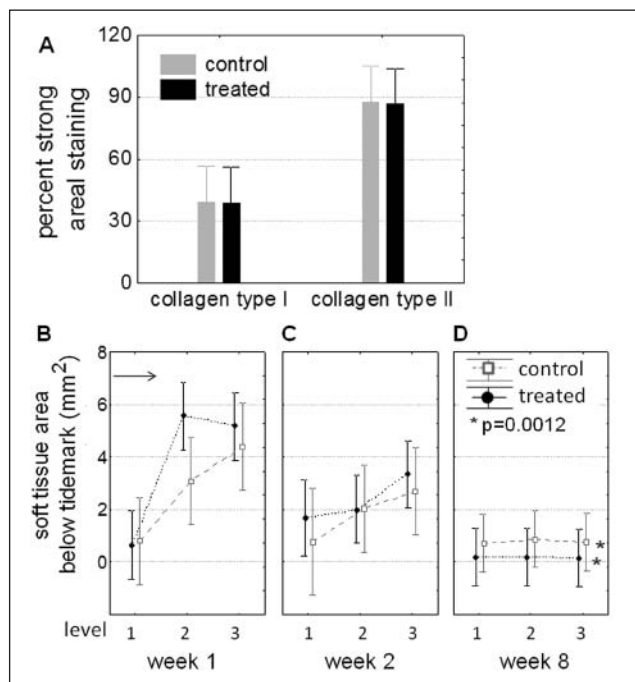 A
120
90
60
30
0
percent strong
areal staining
control
treated
collagen type I
collagen type II
B
C
D
8
6
4
2
0
soft tissue area
below tidemark (mm²)
control
treated
* p=0.0012
*
*
level
1 2 3
1 2 3
1 2 3
week 1
week 2
week 8